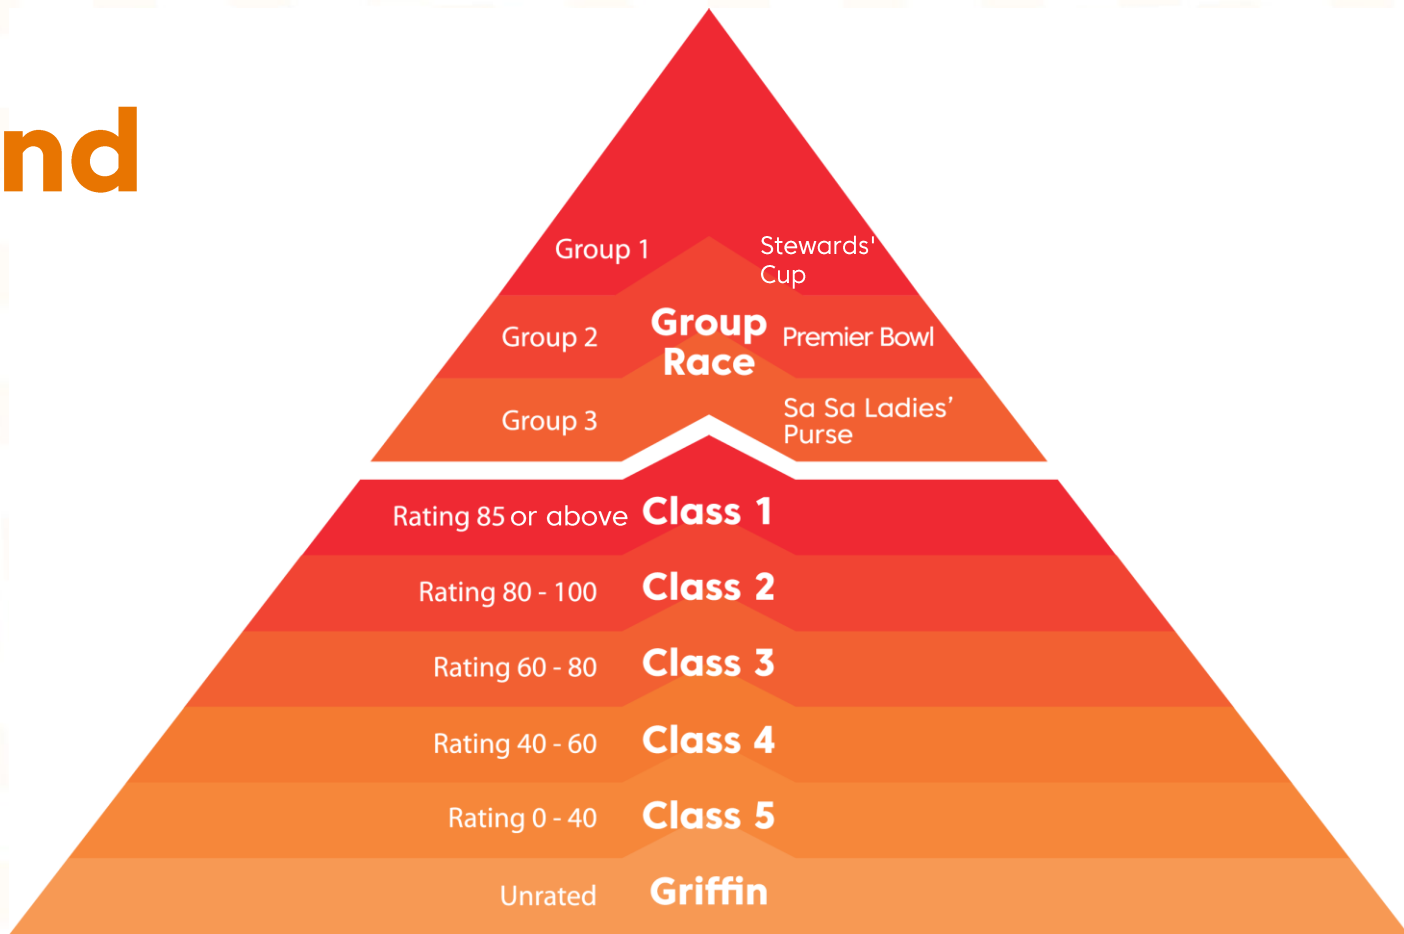 nd
Group 1
Stewards'
Cup
Group 2
Group
Race
Premier Bowl
Group 3
Sa Sa Ladies’
Purse
Rating 85 or above Class 1
Rating 80 - 100 Class 2
Rating 60 - 80 Class 3
Rating 40 - 60 Class 4
Rating 0 - 40 Class 5
Unrated Griffin